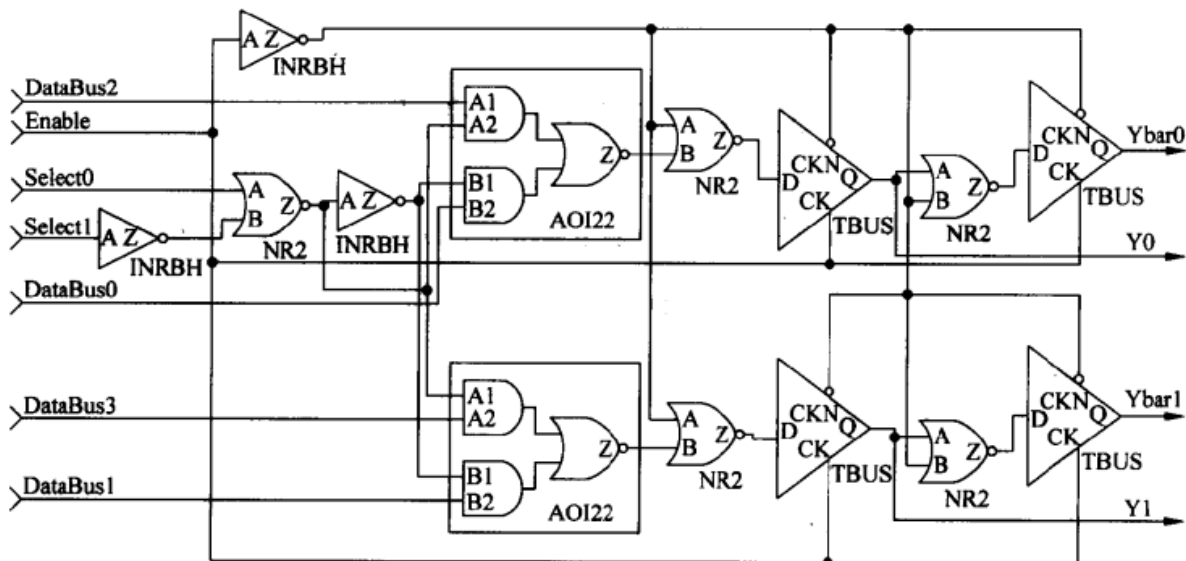 A Z
INRBH
DataBus2
Enable
Select0
Select1
A Z
INRBH
A
B
Z
NR2
A Z
INRBH
DataBus0
A1
A2
B1
B2
Z
AOI22
A
B
Z
NR2
D
CKN
Q
CK
TBUS
A
B
Z
NR2
D
CKN
Q
CK
TBUS
Ybar0
Y0
DataBus3
DataBus1
A1
A2
B1
B2
Z
AOI22
A
B
Z
NR2
D
CKN
Q
CK
TBUS
A
B
Z
NR2
D
CKN
Q
CK
TBUS
Ybar1
Y1